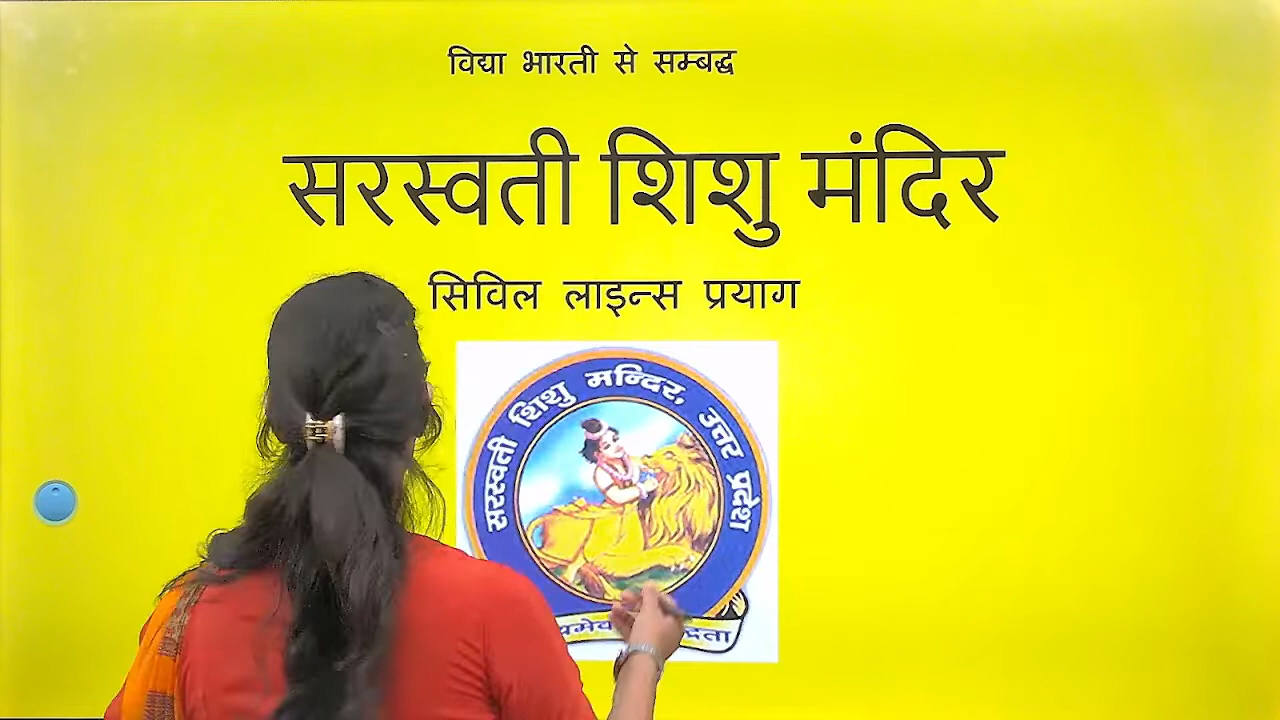 विद्या भारती से सम्बद्ध
सरस्वती शिशु मंदिर
सिविल लाइन्स प्रयाग
सरस्वती शिशु मन्दिर, उत्तर प्रदेश